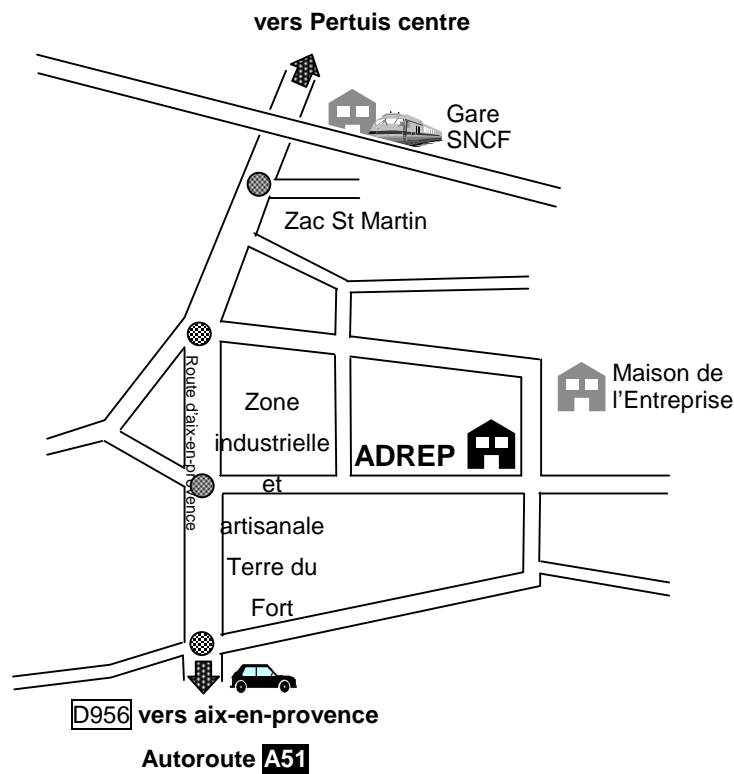 vers Pertuis centre
Gare
SNCF
Zac St Martin
Maison de
l'Entreprise
Route d'aix-en-provence
Zone
industrielle
et
artisanale
Terre du
Fort
ADREP
D956 vers aix-en-provence
Autoroute A51